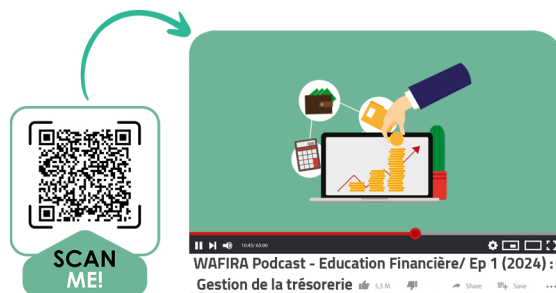 SCAN
ME!
10:45/ 65:00
WAFIRA Podcast - Education Financière/ Ep 1 (2024) :
Gestion de la trésorerie 5,5 M Share Save ...